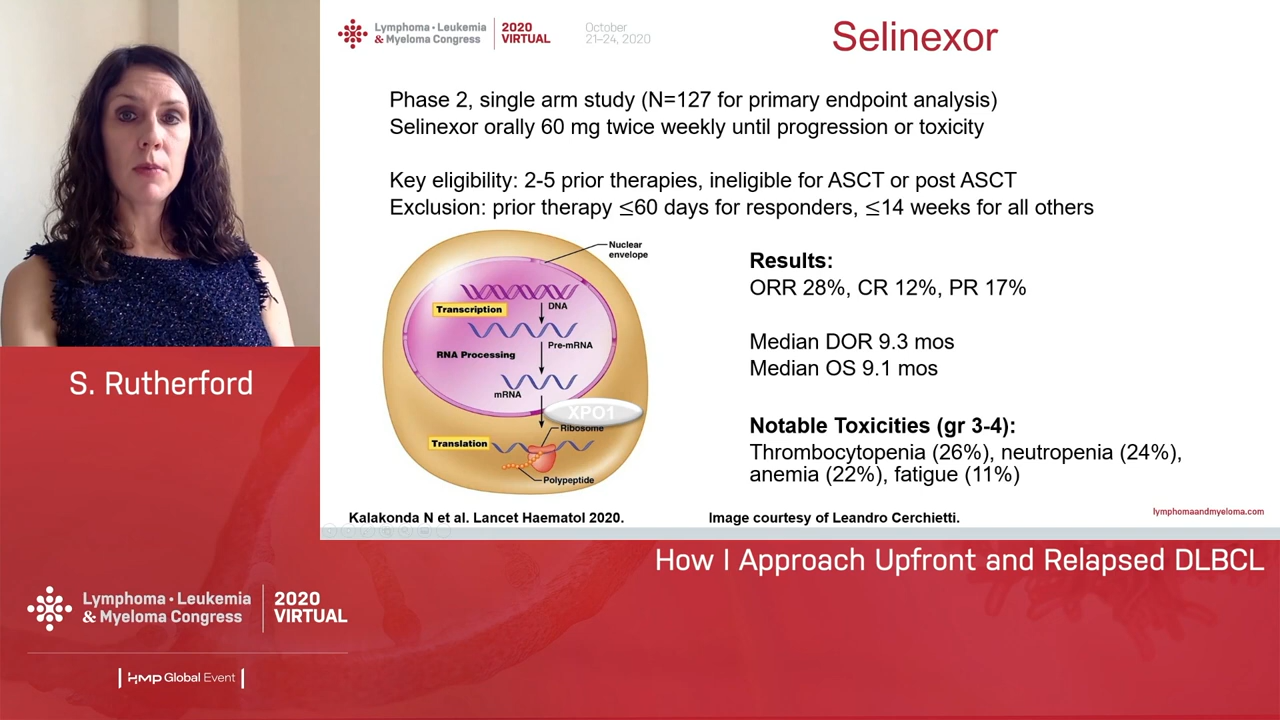 Lymphoma • Leukemia
& Myeloma Congress
2020
VIRTUAL
October
21–24, 2020
Selinexor
Phase 2, single arm study (N=127 for primary endpoint analysis)
Selinexor orally 60 mg twice weekly until progression or toxicity
Key eligibility: 2-5 prior therapies, ineligible for ASCT or post ASCT
Exclusion: prior therapy ≤60 days for responders, ≤14 weeks for all others
Nuclear
envelope
DNA
Transcription
Pre-mRNA
RNA Processing
mRNA
XPO1
Ribosome
Translation
Polypeptide
Results:
ORR 28%, CR 12%, PR 17%
Median DOR 9.3 mos
Median OS 9.1 mos
Notable Toxicities (gr 3-4):
Thrombocytopenia (26%), neutropenia (24%),
anemia (22%), fatigue (11%)
Kalakonda N et al. Lancet Haematol 2020.
Image courtesy of Leandro Cerchietti.
lymphomaandmyeloma.com
S. Rutherford
How I Approach Upfront and Relapsed DLBCL
Lymphoma • Leukemia
& Myeloma Congress
2020
VIRTUAL
HMP Global Event